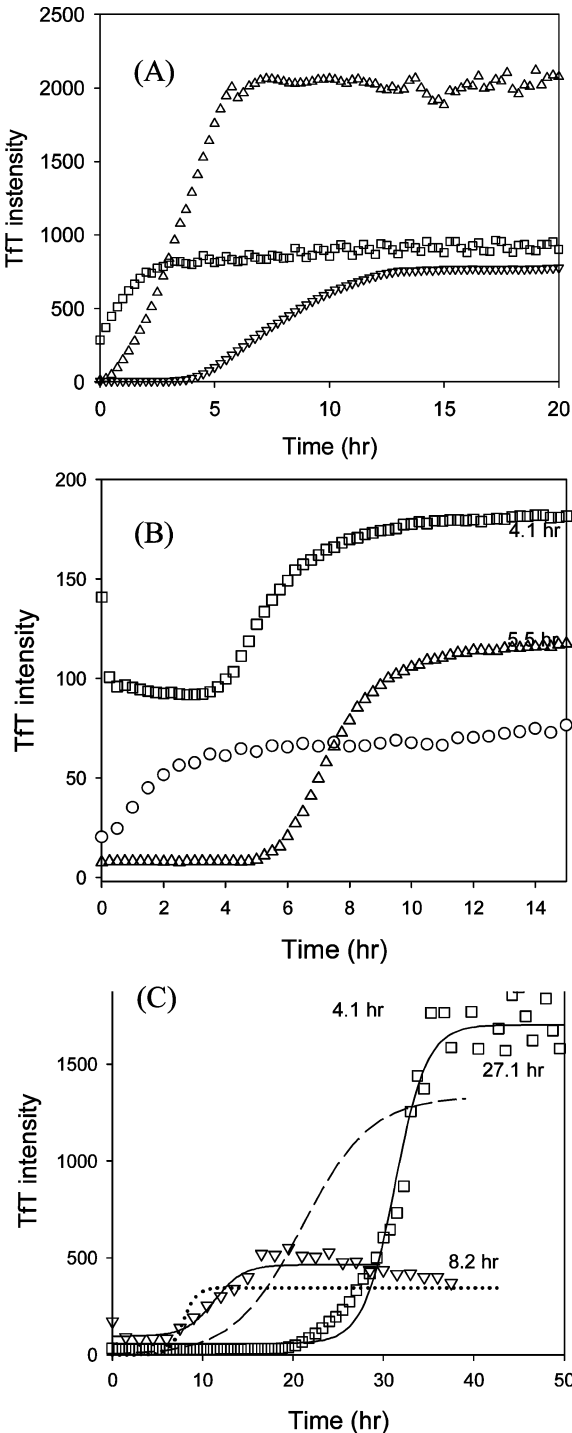 (A)
2500
2000
1500
1000
500
0
TfT instensity
0 5 10 15 20
Time (hr)
(B)
200
150
100
50
0
TfT intensity
4.1 hr
5.5 hr
0 2 4 6 8 10 12 14
Time (hr)
(C)
4.1 hr
27.1 hr
8.2 hr
1500
1000
500
0
TfT intensity
0 10 20 30 40 50
Time (hr)